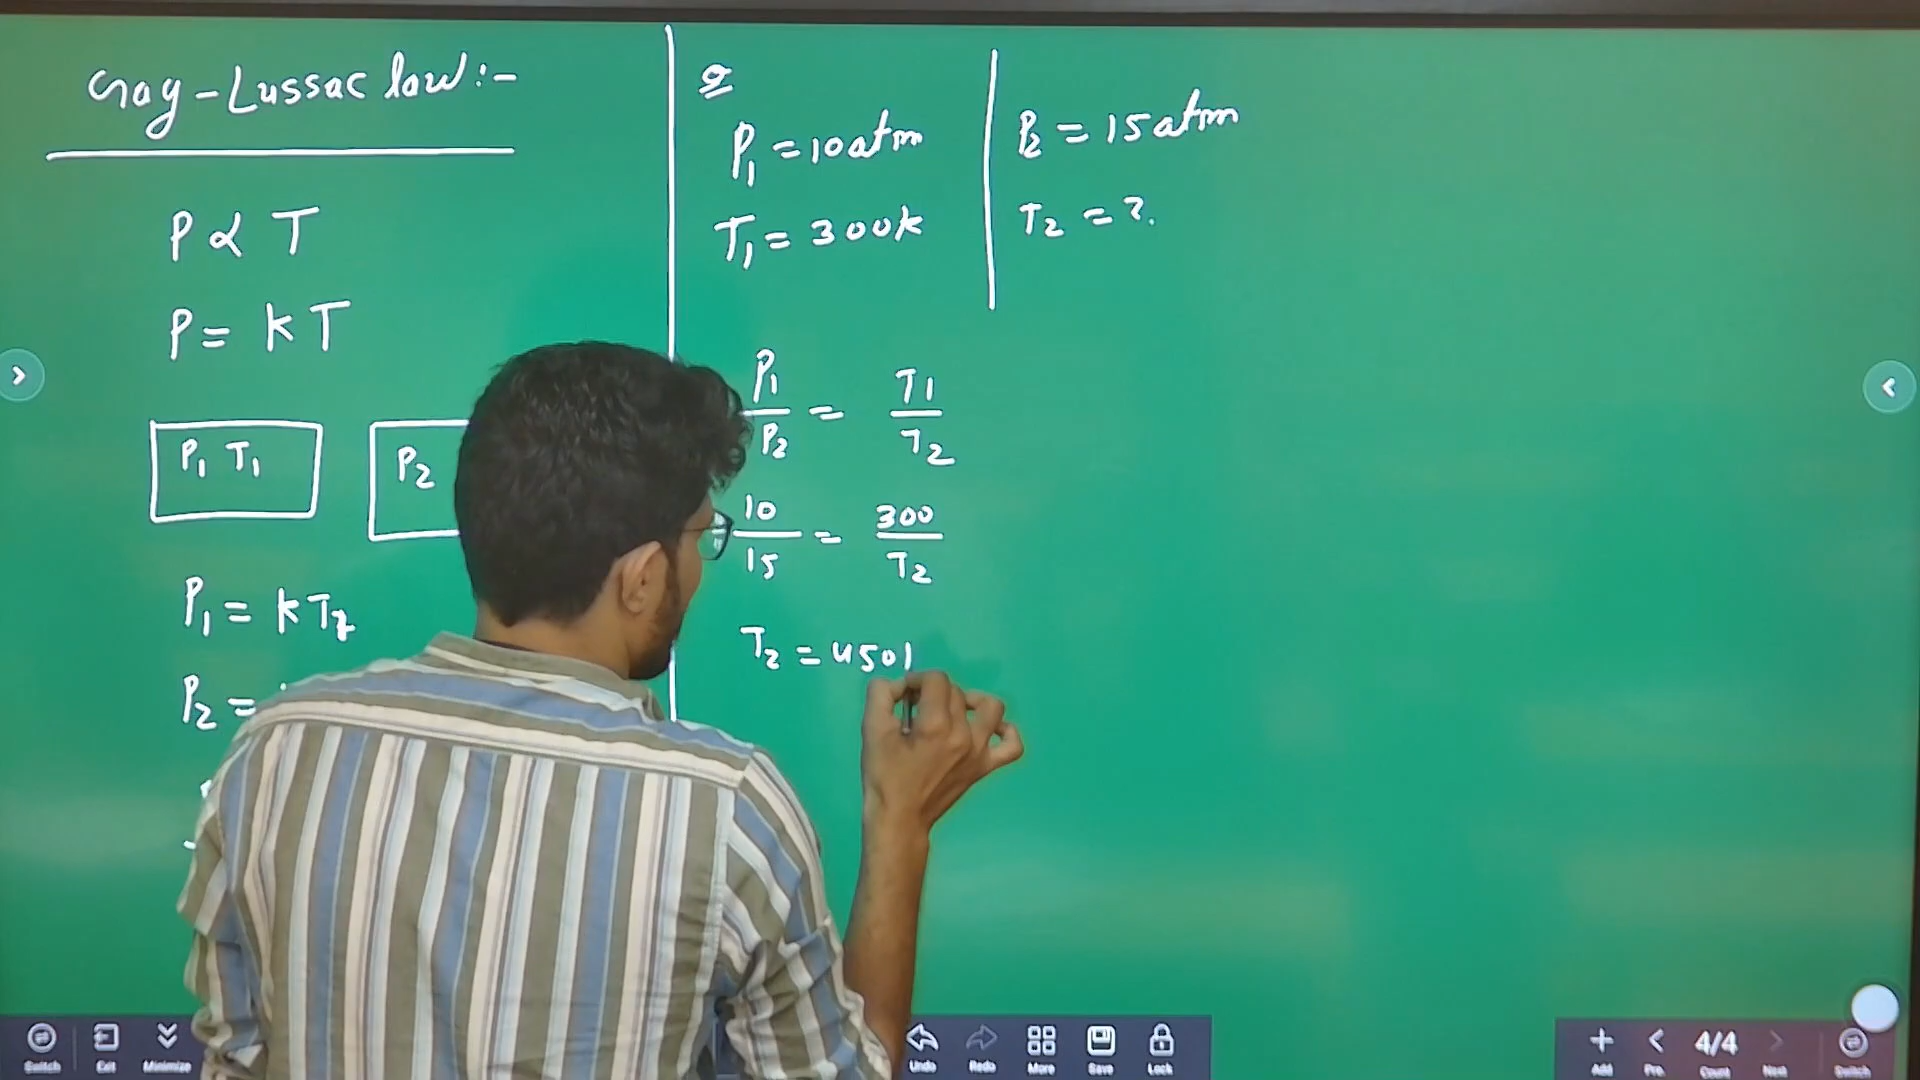 Gay-Lussac law:-
P α T
P = KT
P1 T1
P2
P1 = KT1
P2 =
Q
P1 = 10atm
T1 = 300K
P2 = 15atm
T2 = ?.
P1/P2 = T1/T2
10/15 = 300/T2
T2 = 450
Switch
Exit
Minimize
Undo
Redo
More
Save
Lock
Add
Pre
4/4
Count
Next
Switch